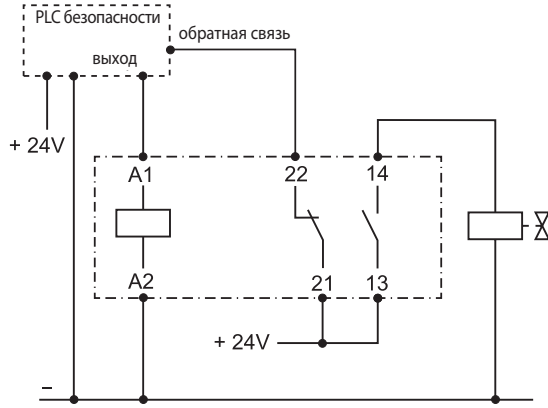 PLC безопасности
обратная связь
выход
+ 24V
A1
22
14
A2
21
13
+ 24V
–